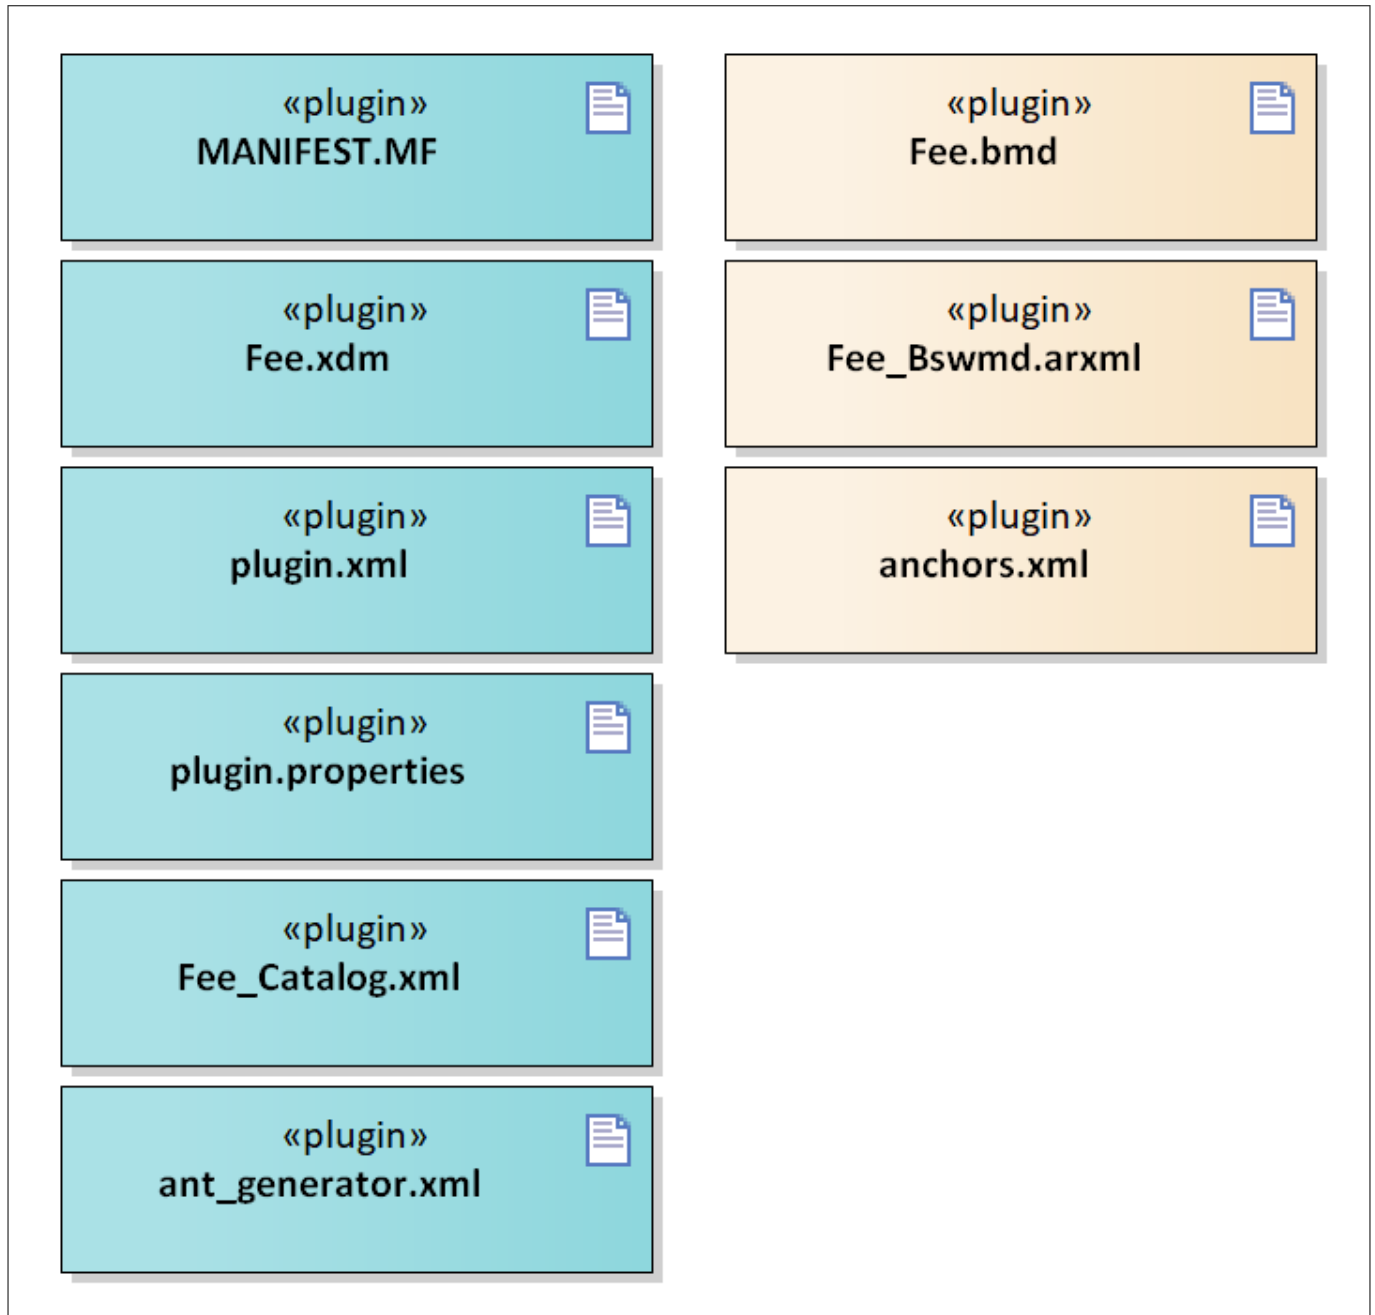 «plugin»
MANIFEST.MF
«plugin»
Fee.xdm
«plugin»
plugin.xml
«plugin»
plugin.properties
«plugin»
Fee_Catalog.xml
«plugin»
ant_generator.xml
«plugin»
Fee.bmd
«plugin»
Fee_Bswmd.arxml
«plugin»
anchors.xml